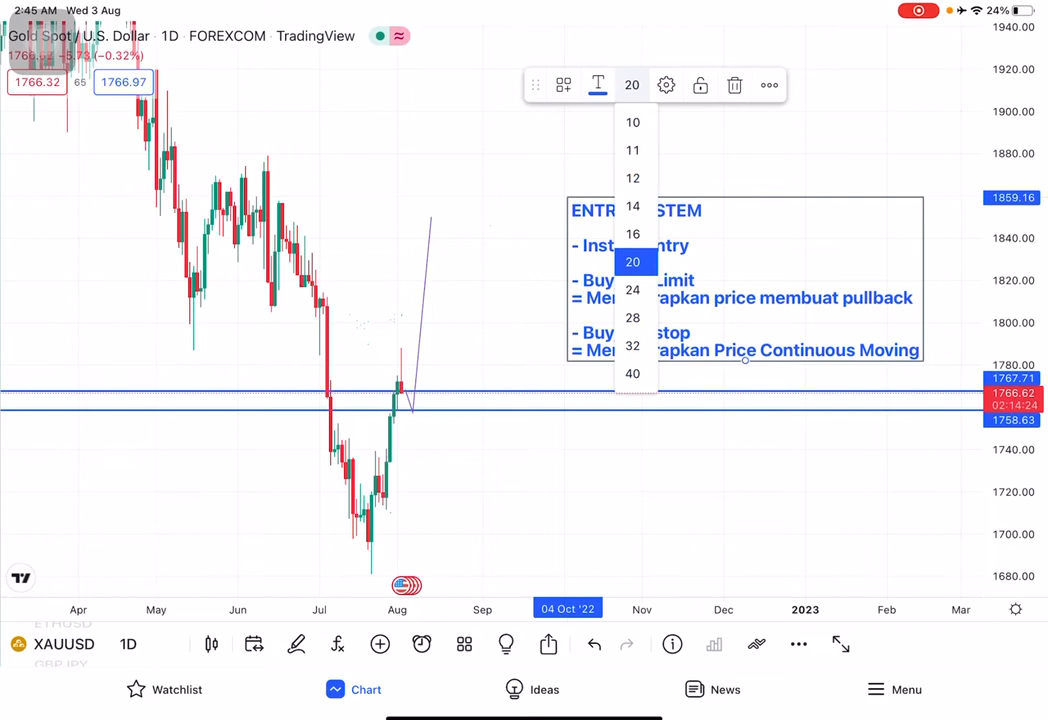 2:45 AM Wed 3 Aug
24%
Gold Spot / U.S. Dollar · 1D · FOREXCOM · TradingView
−5.73 (−0.32%)
1766.32 65 1766.97
T 20
10
11
12
14
16
20
24
28
32
40
ENTR STEM
- Inst ntry
- Buy Limit
= Men rapkan price membuat pullback
- Buy stop
= Men rapkan Price Continuous Moving
1940.00
1920.00
1900.00
1880.00
1859.16
1840.00
1820.00
1800.00
1780.00
1767.71
1766.62
02:14:24
1758.63
1740.00
1720.00
1700.00
1680.00
Apr May Jun Jul Aug Sep 04 Oct '22 Nov Dec 2023 Feb Mar
ETHUSD
XAUUSD 1D
GBPJPY
Watchlist Chart Ideas News Menu